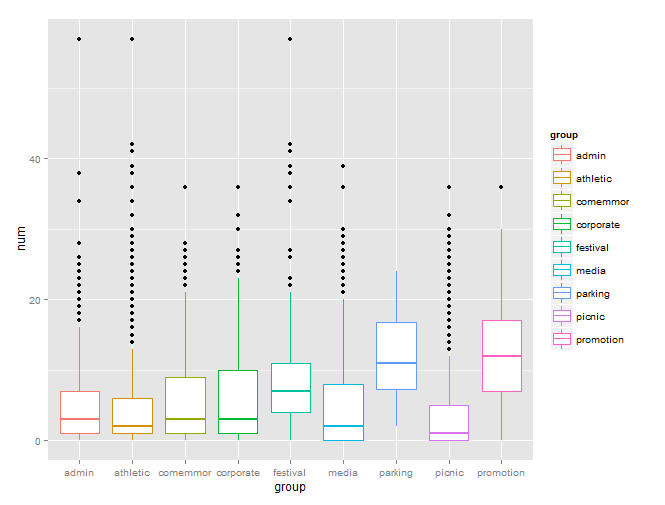 num
40
20
0
admin athletic comemmor corporate festival media parking picnic promotion
group
group
admin
athletic
comemmor
corporate
festival
media
parking
picnic
promotion